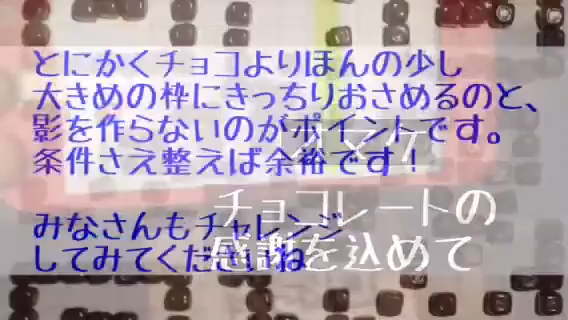 とにかくチョコよりほんの少し
大きめの枠にきっちりおさめるのと、
影を作らないのがポイントです。
条件さえ整えば余裕です！
みなさんもチャレンジ
してみてくださいね
チョコレートの
感謝を込めて